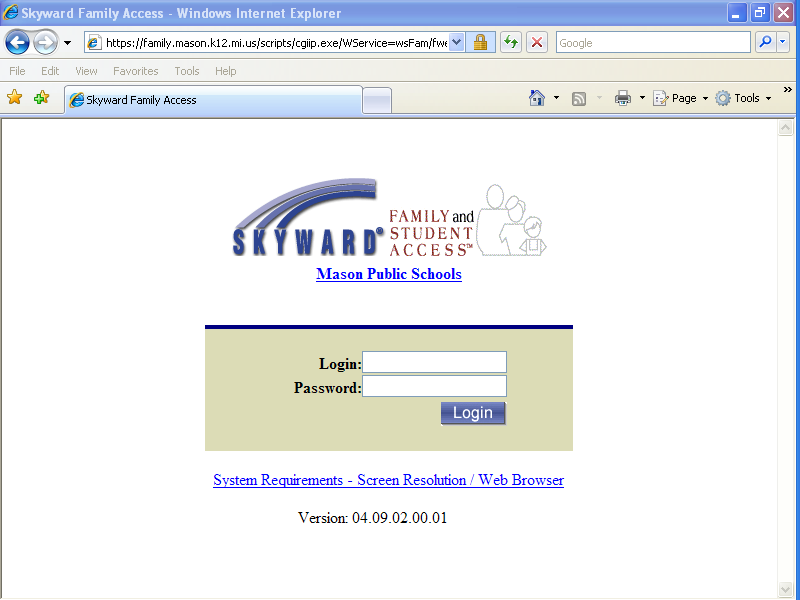 Skyward Family Access - Windows Internet Explorer
https://family.mason.k12.mi.us/scripts/cgiip.exe/WService=wsFam/fwe
Google
File Edit View Favorites Tools Help
Skyward Family Access
Page Tools
SKYWARD® FAMILY and STUDENT ACCESS™
Mason Public Schools
Login:
Password:
Login
System Requirements - Screen Resolution / Web Browser
Version: 04.09.02.00.01